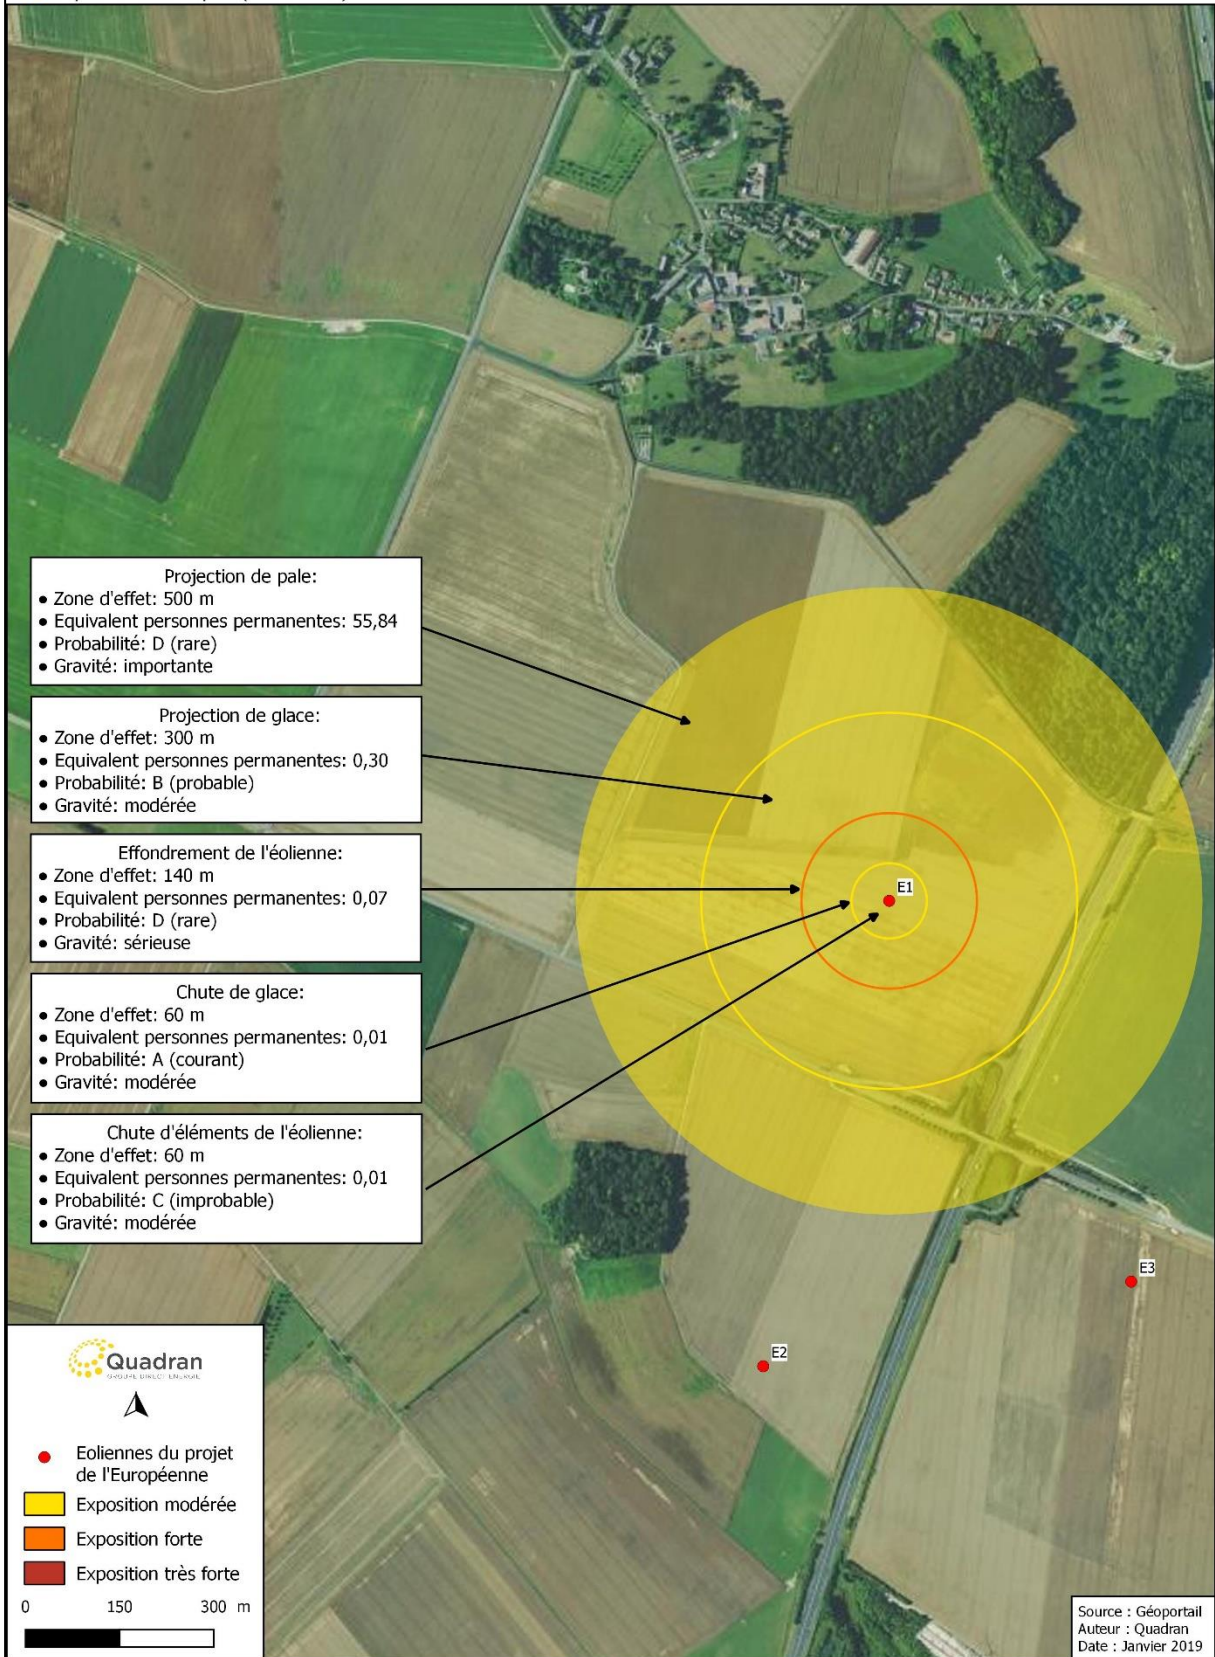 Projection de pale:
• Zone d'effet: 500 m
• Equivalent personnes permanentes: 55,84
• Probabilité: D (rare)
• Gravité: importante
Projection de glace:
• Zone d'effet: 300 m
• Equivalent personnes permanentes: 0,30
• Probabilité: B (probable)
• Gravité: modérée
Effondrement de l'éolienne:
• Zone d'effet: 140 m
• Equivalent personnes permanentes: 0,07
• Probabilité: D (rare)
• Gravité: sérieuse
Chute de glace:
• Zone d'effet: 60 m
• Equivalent personnes permanentes: 0,01
• Probabilité: A (courant)
• Gravité: modérée
Chute d'éléments de l'éolienne:
• Zone d'effet: 60 m
• Equivalent personnes permanentes: 0,01
• Probabilité: C (improbable)
• Gravité: modérée
E1
E3
E2
Quadran
GROUPE DIRECT ENERGIE
Eoliennes du projet
de l'Européenne
Exposition modérée
Exposition forte
Exposition très forte
0 150 300 m
Source : Géoportail
Auteur : Quadran
Date : Janvier 2019